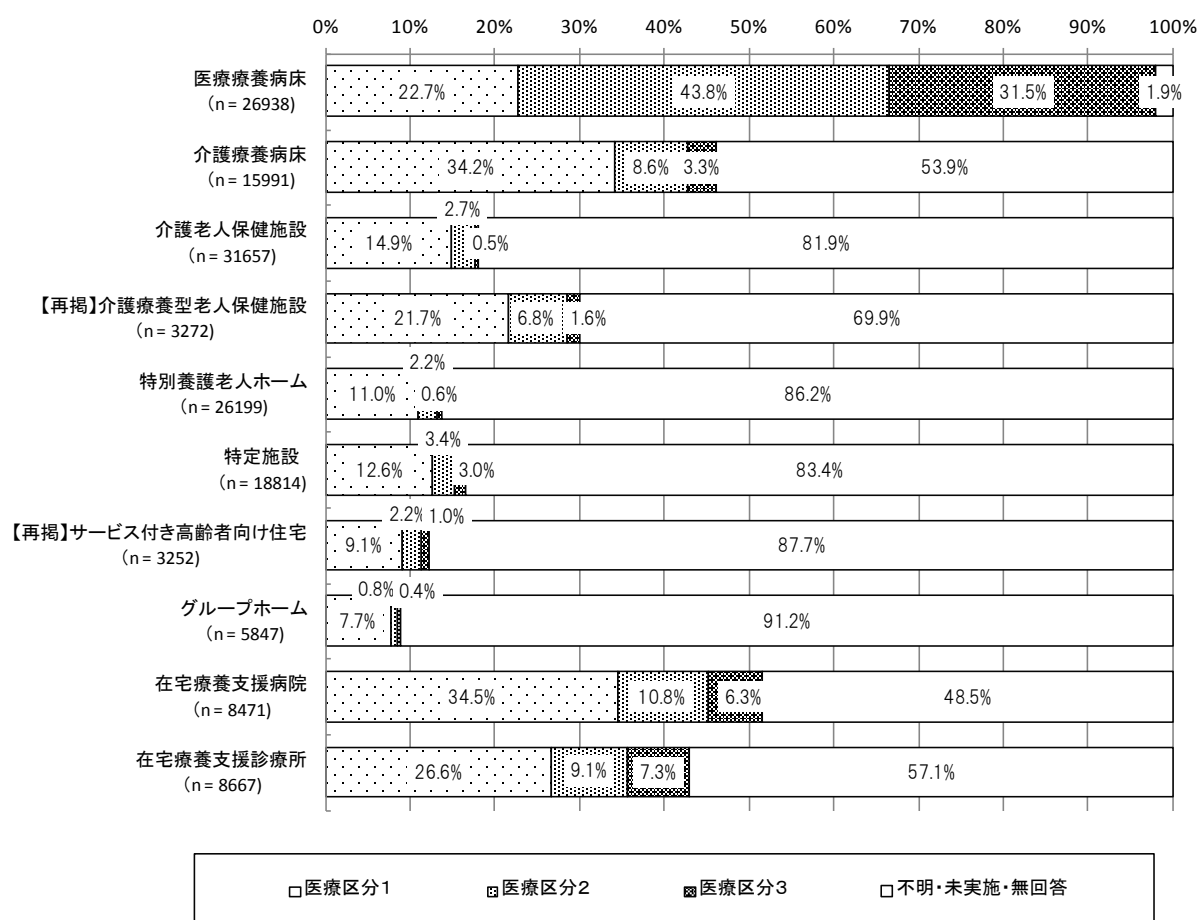 0% 10% 20% 30% 40% 50% 60% 70% 80% 90% 100%
医療療養病床
(n = 26938)
22.7% 43.8% 31.5% 1.9%
介護療養病床
(n = 15991)
34.2% 8.6% 3.3% 53.9%
介護老人保健施設
(n = 31657)
2.7%
14.9% 0.5% 81.9%
【再掲】介護療養型老人保健施設
(n = 3272)
21.7% 6.8% 1.6% 69.9%
特別養護老人ホーム
(n = 26199)
2.2%
11.0% 0.6% 86.2%
特定施設
(n = 18814)
3.4%
12.6% 3.0% 83.4%
【再掲】サービス付き高齢者向け住宅
(n = 3252)
2.2% 1.0%
9.1% 87.7%
グループホーム
(n = 5847)
0.8% 0.4%
7.7% 91.2%
在宅療養支援病院
(n = 8471)
34.5% 10.8% 6.3% 48.5%
在宅療養支援診療所
(n = 8667)
26.6% 9.1% 7.3% 57.1%
医療区分1 医療区分2 医療区分3 不明・未実施・無回答